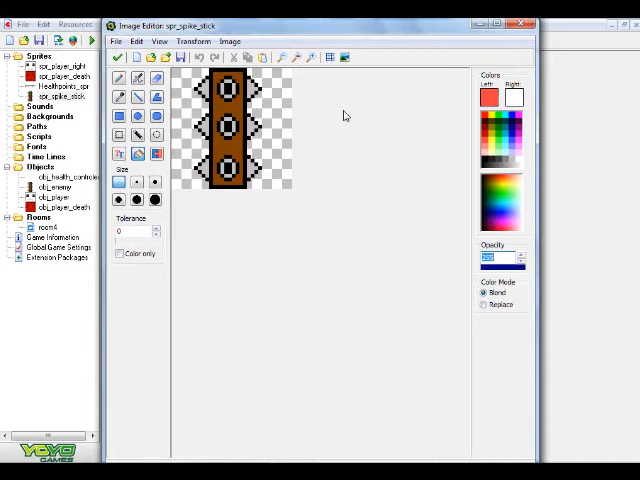 Image Editor: spr_spike_stick
File Edit Resources
File Edit View Transform Image
Sprites
spr_player_right
spr_player_death
Healthpoints_spr
spr_spike_stick
Sounds
Backgrounds
Paths
Scripts
Fonts
Time Lines
Objects
obj_health_controler
obj_enemy
obj_player
obj_player_death
Rooms
room4
Game Information
Global Game Settings
Extension Packages
YOYO
GAMES
Size
Tolerance
0
Color only
Colors
Left: Right:
Opacity
255
Color Mode
Blend
Replace